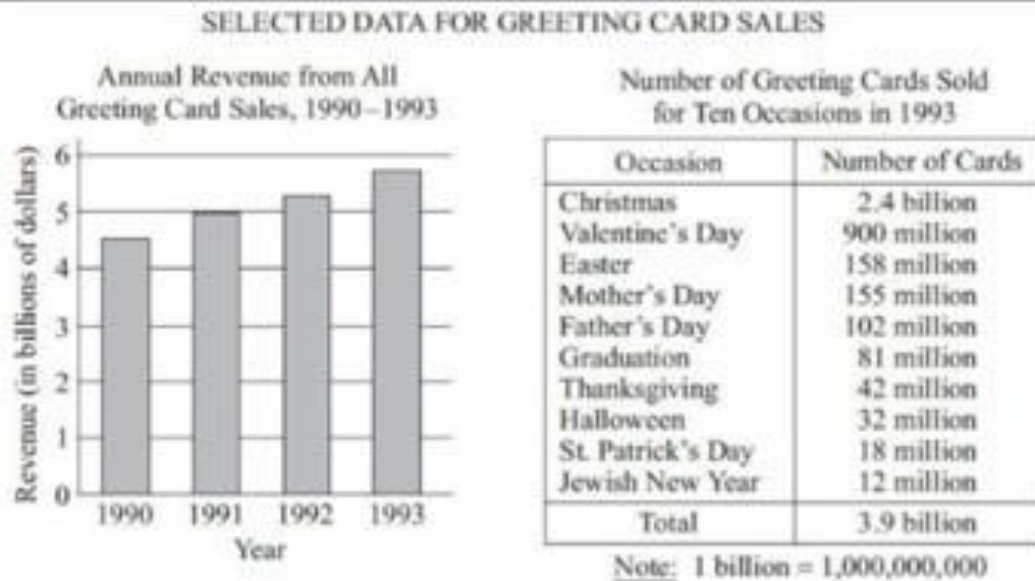 SELECTED DATA FOR GREETING CARD SALES
Annual Revenue from All
Greeting Card Sales, 1990–1993
Revenue (in billions of dollars)
6
5
4
3
2
1
0
1990 1991 1992 1993
Year
Number of Greeting Cards Sold
for Ten Occasions in 1993
Occasion Number of Cards
Christmas 2.4 billion
Valentine's Day 900 million
Easter 158 million
Mother's Day 155 million
Father's Day 102 million
Graduation 81 million
Thanksgiving 42 million
Halloween 32 million
St. Patrick's Day 18 million
Jewish New Year 12 million
Total 3.9 billion
Note: 1 billion = 1,000,000,000